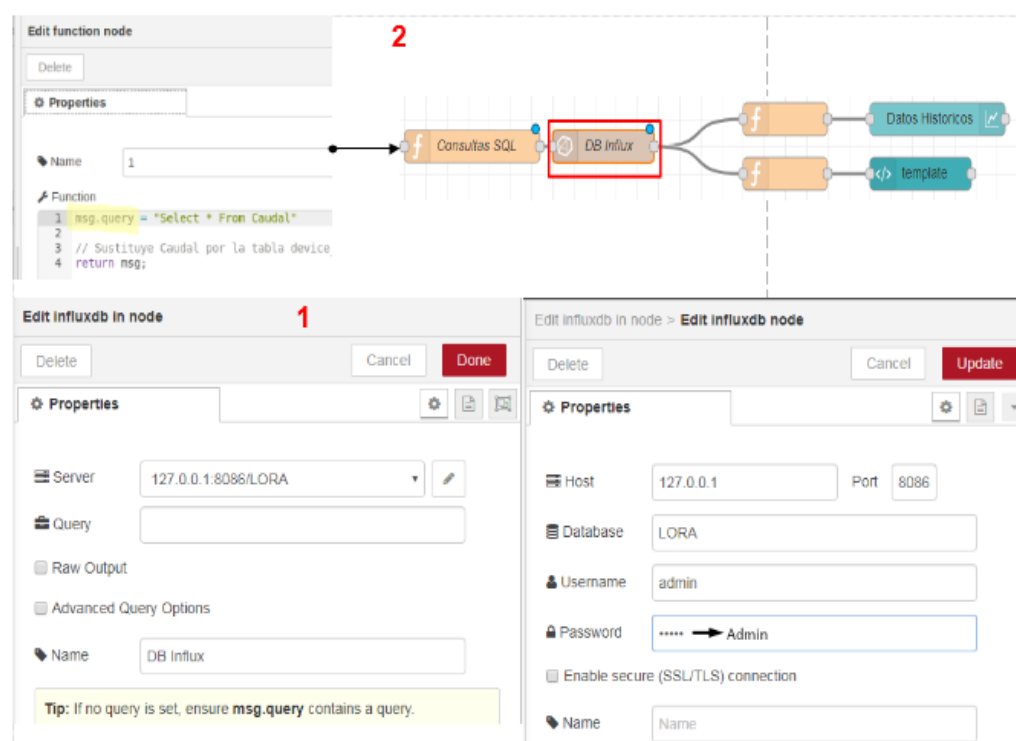 Edit function node
2
Delete
Properties
Name 1
Function
1 msg.query = "Select * From Caudal"
2
3 // Sustituye Caudal por la tabla device_
4 return msg;
Consultas SQL
DB Influx
Datos Historicos
template
Edit influxdb in node
1
Delete
Cancel
Done
Properties
Server 127.0.0.1:8086/LORA
Query
Raw Output
Advanced Query Options
Name DB Influx
Tip: If no query is set, ensure msg.query contains a query.
Edit influxdb in node > Edit influxdb node
Delete
Cancel
Update
Properties
Host 127.0.0.1 Port 8086
Database LORA
Username admin
Password ····· Admin
Enable secure (SSL/TLS) connection
Name Name